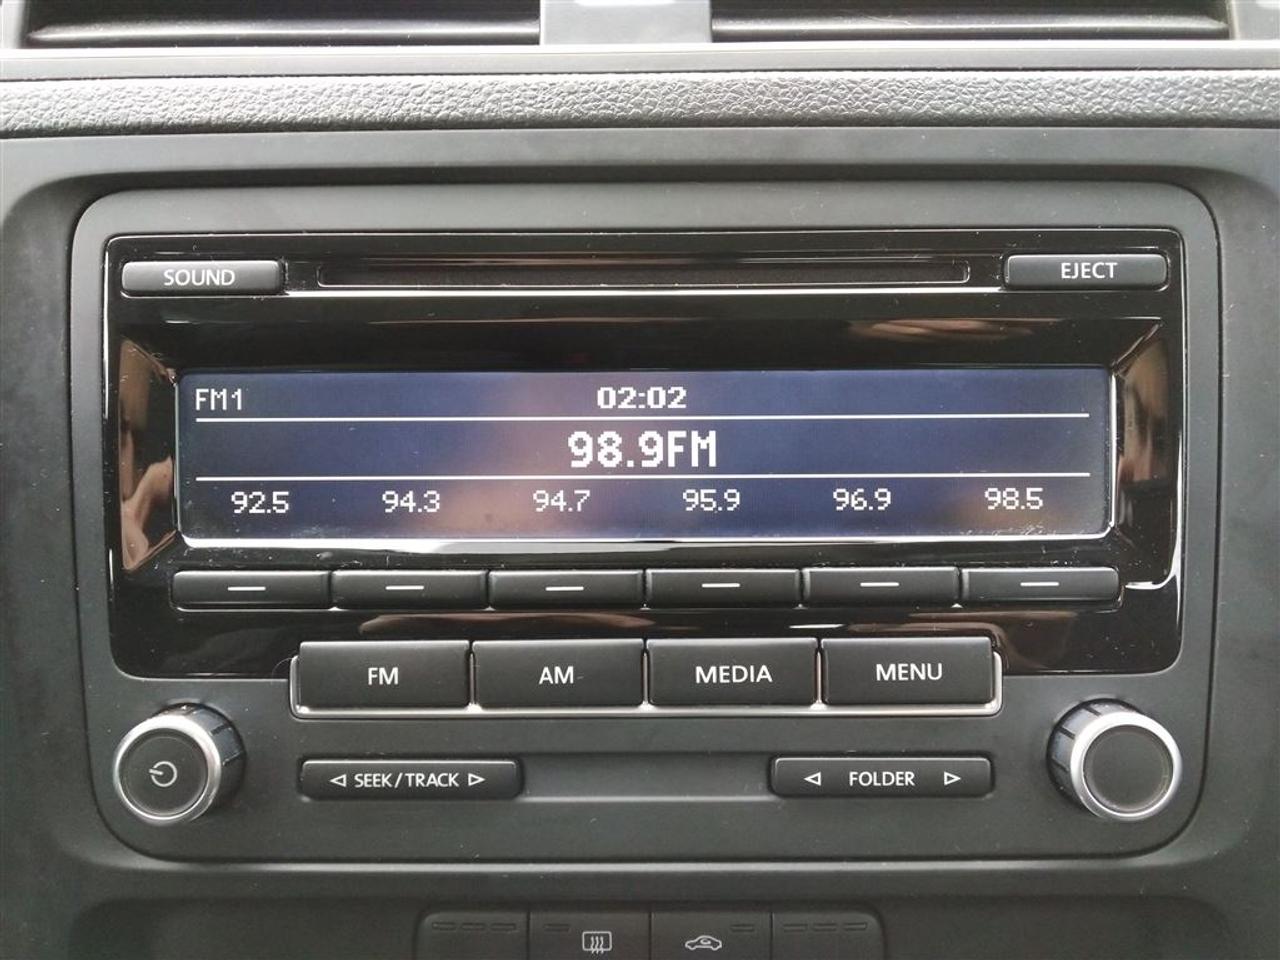 SOUND EJECT
FM1 02:02
98.9FM
92.5 94.3 94.7 95.9 96.9 98.5
FM AM MEDIA MENU
SEEK/TRACK FOLDER